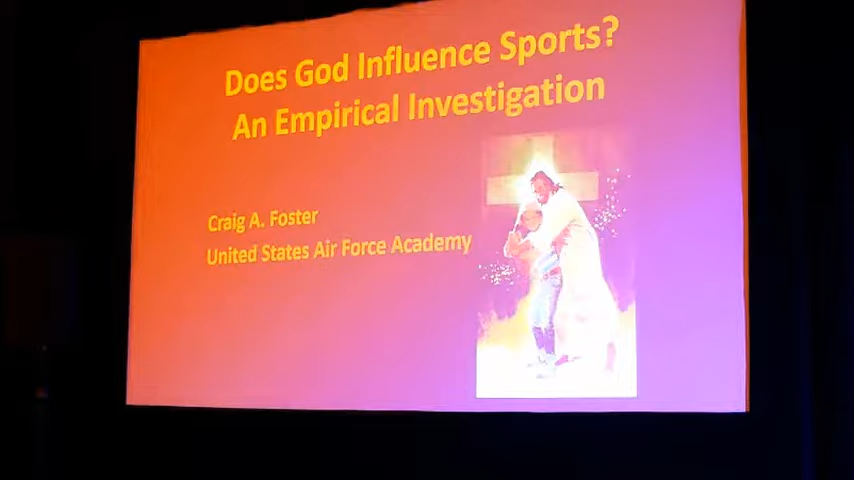 Does God Influence Sports?
An Empirical Investigation
Craig A. Foster
United States Air Force Academy